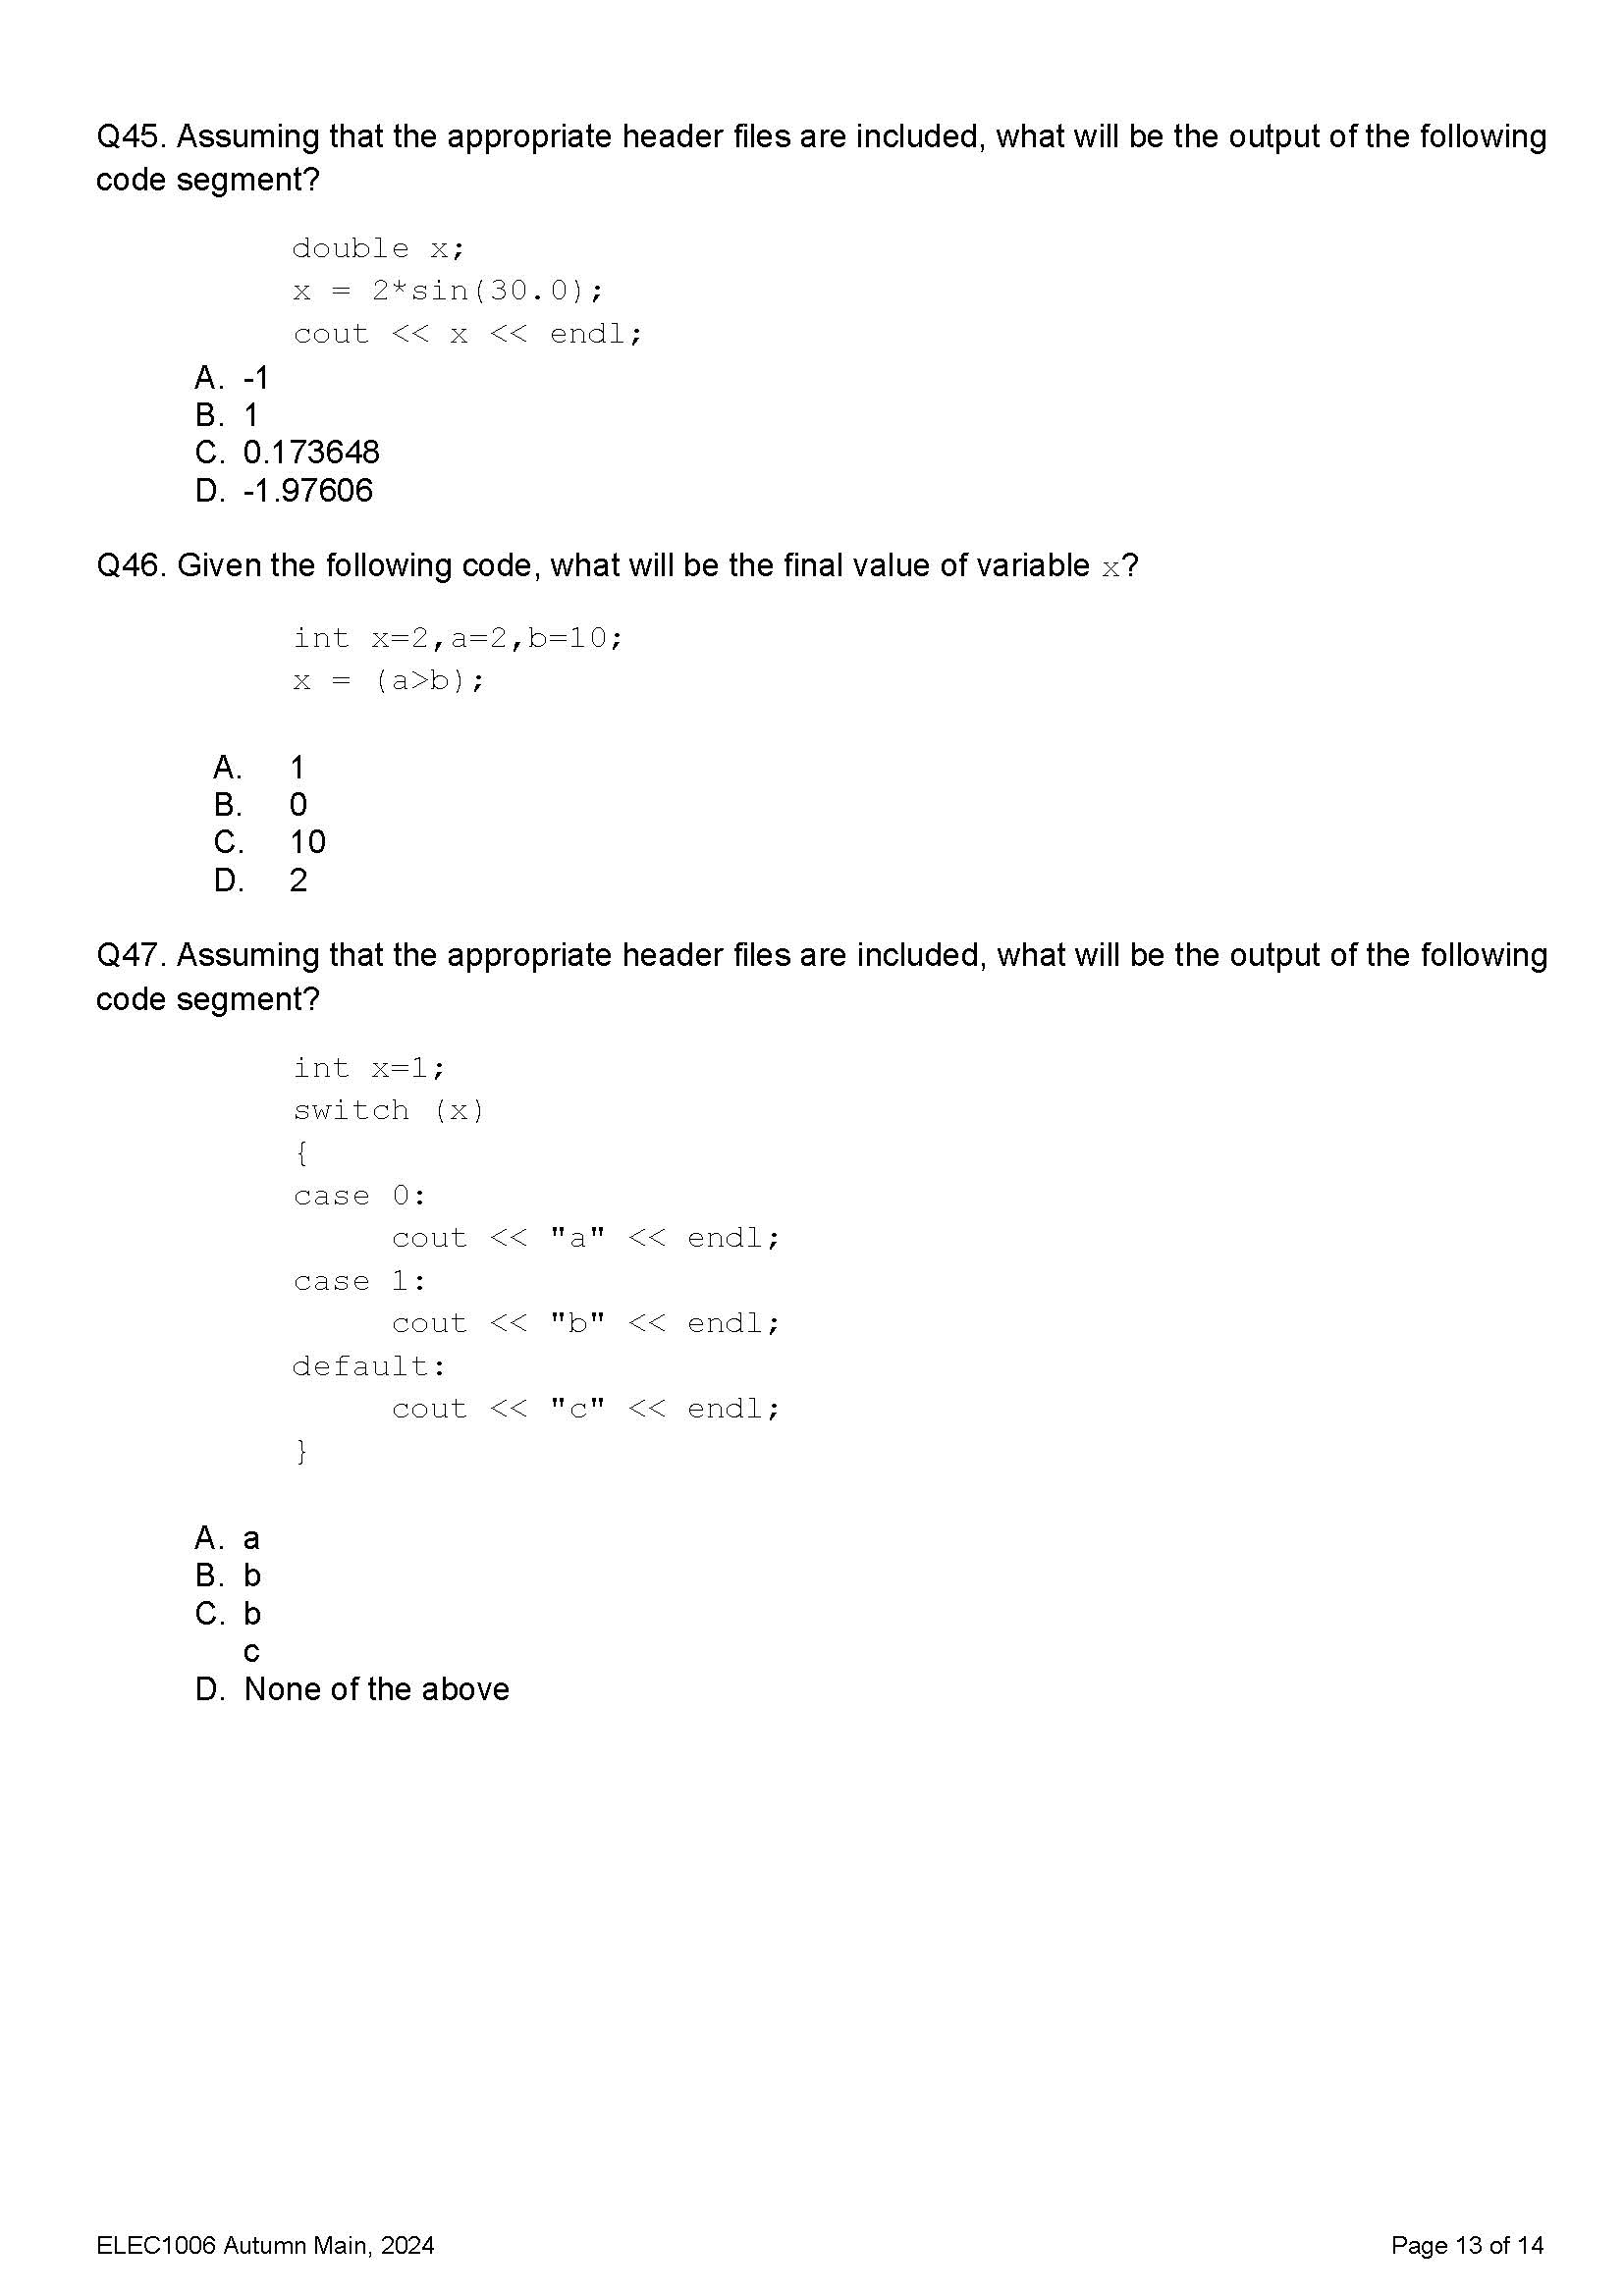 Q45. Assuming that the appropriate header files are included, what will be the output of the following
code segment?
double x;
x = 2*sin(30.0);
cout << x << endl;
A. -1
B. 1
C. 0.173648
D. -1.97606
Q46. Given the following code, what will be the final value of variable x?
int x=2,a=2,b=10;
x = (a>b);
A. 1
B. 0
C. 10
D. 2
Q47. Assuming that the appropriate header files are included, what will be the output of the following
code segment?
int x=1;
switch (x)
{
case 0:
cout << "a" << endl;
case 1:
cout << "b" << endl;
default:
cout << "c" << endl;
}
A. a
B. b
C. b
c
D. None of the above
ELEC1006 Autumn Main, 2024 Page 13 of 14